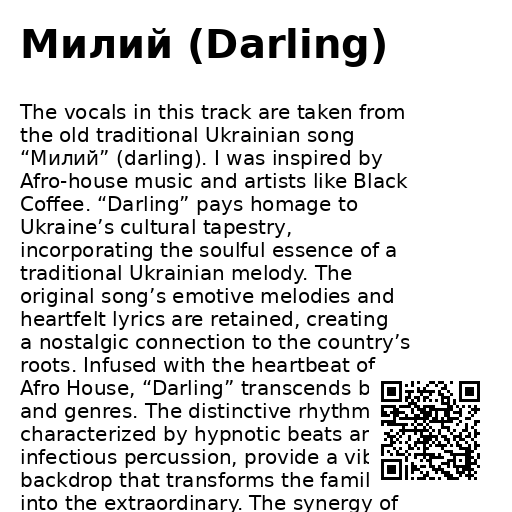 Милий (Darling)
The vocals in this track are taken from
the old traditional Ukrainian song
“Милий” (darling). I was inspired by
Afro-house music and artists like Black
Coffee. “Darling” pays homage to
Ukraine’s cultural tapestry,
incorporating the soulful essence of a
traditional Ukrainian melody. The
original song’s emotive melodies and
heartfelt lyrics are retained, creating
a nostalgic connection to the country’s
roots. Infused with the heartbeat of
Afro House, “Darling” transcends
and genres. The distinctive
characterized by hypnotic beats
infectious percussion, provide a
backdrop that transforms the
into the extraordinary. The synergy of